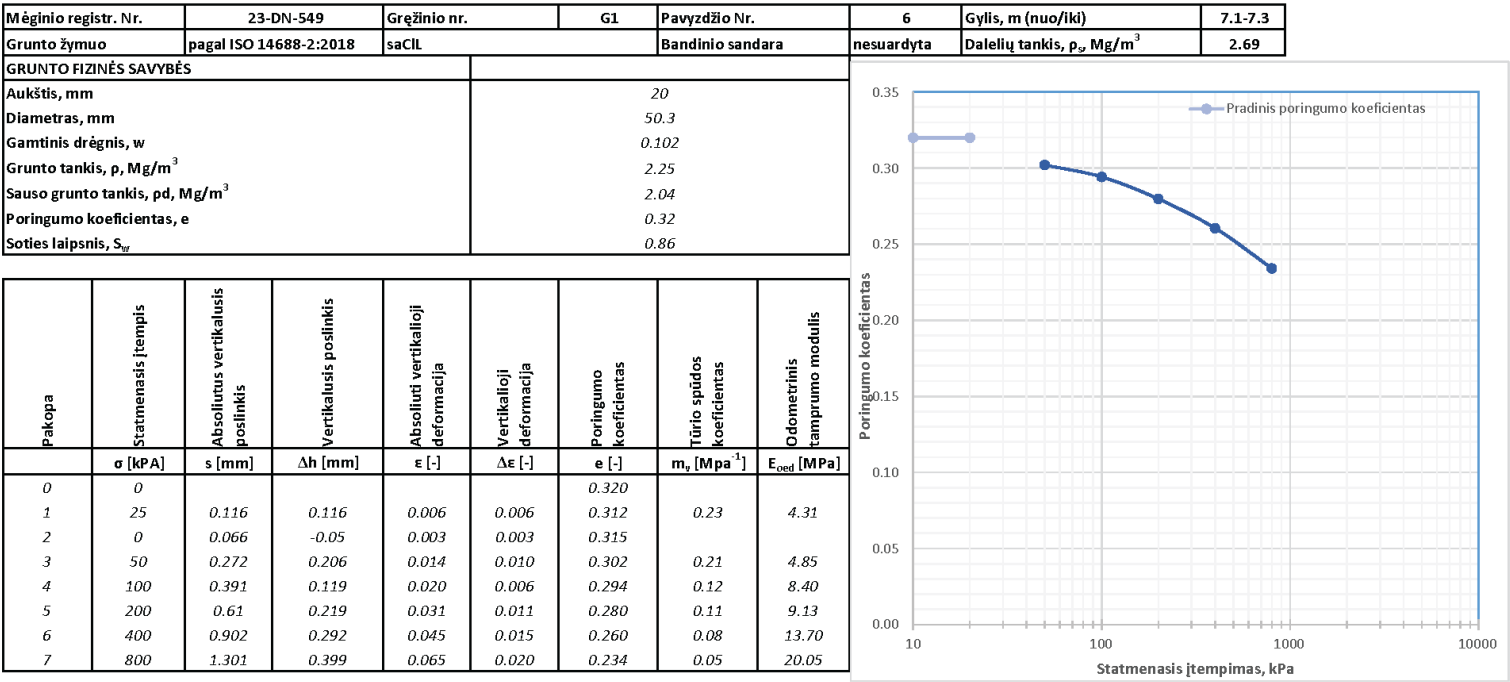 Mėginio registr. Nr. 23-DN-549 Gręžinio nr. G1 Pavyzdžio Nr. 6 Gylis, m (nuo/iki) 7.1-7.3
Grunto žymuo pagal ISO 14688-2:2018 saClL Bandinio sandara nesuardyta Dalelių tankis, ρs, Mg/m³ 2.69
GRUNTO FIZINĖS SAVYBĖS
Aukštis, mm 20
Diametras, mm 50.3
Gamtinis drėgnis, w 0.102
Grunto tankis, ρ, Mg/m³ 2.25
Sauso grunto tankis, ρd, Mg/m³ 2.04
Poringumo koeficientas, e 0.32
Soties laipsnis, Sw 0.86
Pakopa
Statmenasis įtempis
Absoliutus vertikalusis poslinkis
Vertikalusis poslinkis
Absoliuti vertikalioji deformacija
Vertikalioji deformacija
Poringumo koeficientas
Tūrio spūdos koeficientas
Odometrinis tamprumo modulis
σ [kPA] s [mm] Δh [mm] ε [-] Δε [-] e [-] mv [Mpa⁻¹] Eoed [MPa]
0 0 0.320
1 25 0.116 0.116 0.006 0.006 0.312 0.23 4.31
2 0 0.066 -0.05 0.003 0.003 0.315
3 50 0.272 0.206 0.014 0.010 0.302 0.21 4.85
4 100 0.391 0.119 0.020 0.006 0.294 0.12 8.40
5 200 0.61 0.219 0.031 0.011 0.280 0.11 9.13
6 400 0.902 0.292 0.045 0.015 0.260 0.08 13.70
7 800 1.301 0.399 0.065 0.020 0.234 0.05 20.05
Pradinis poringumo koeficientas
Poringumo koeficientas
0.35
0.30
0.25
0.20
0.15
0.10
0.05
0.00
10 100 1000 10000
Statmenasis įtempimas, kPa